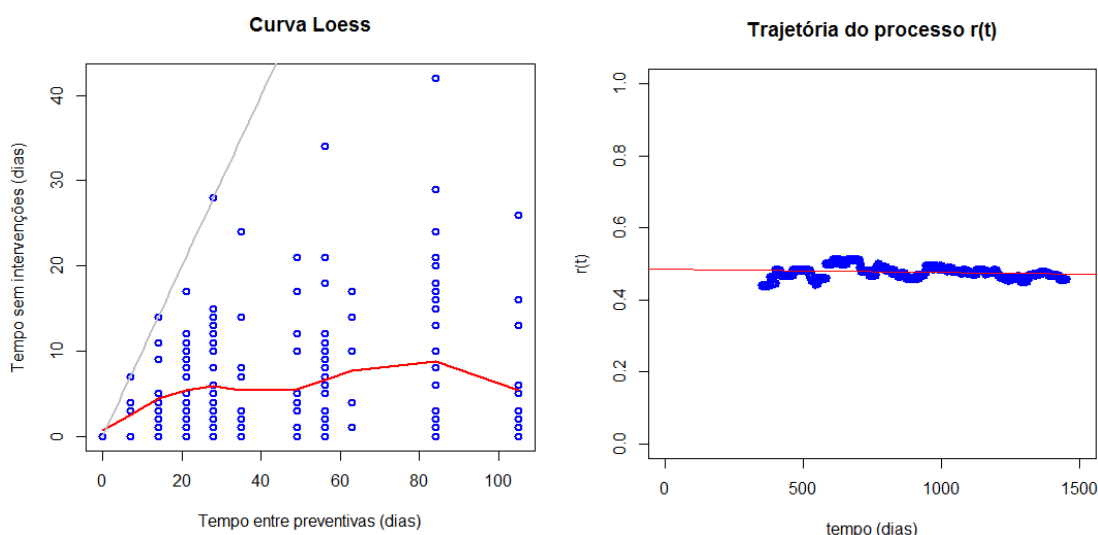 Curva Loess
Tempo sem intervenções (dias)
40
30
20
10
0
0 20 40 60 80 100
Tempo entre preventivas (dias)
Trajetória do processo r(t)
r(t)
1.0
0.8
0.6
0.4
0.2
0.0
0 500 1000 1500
tempo (dias)